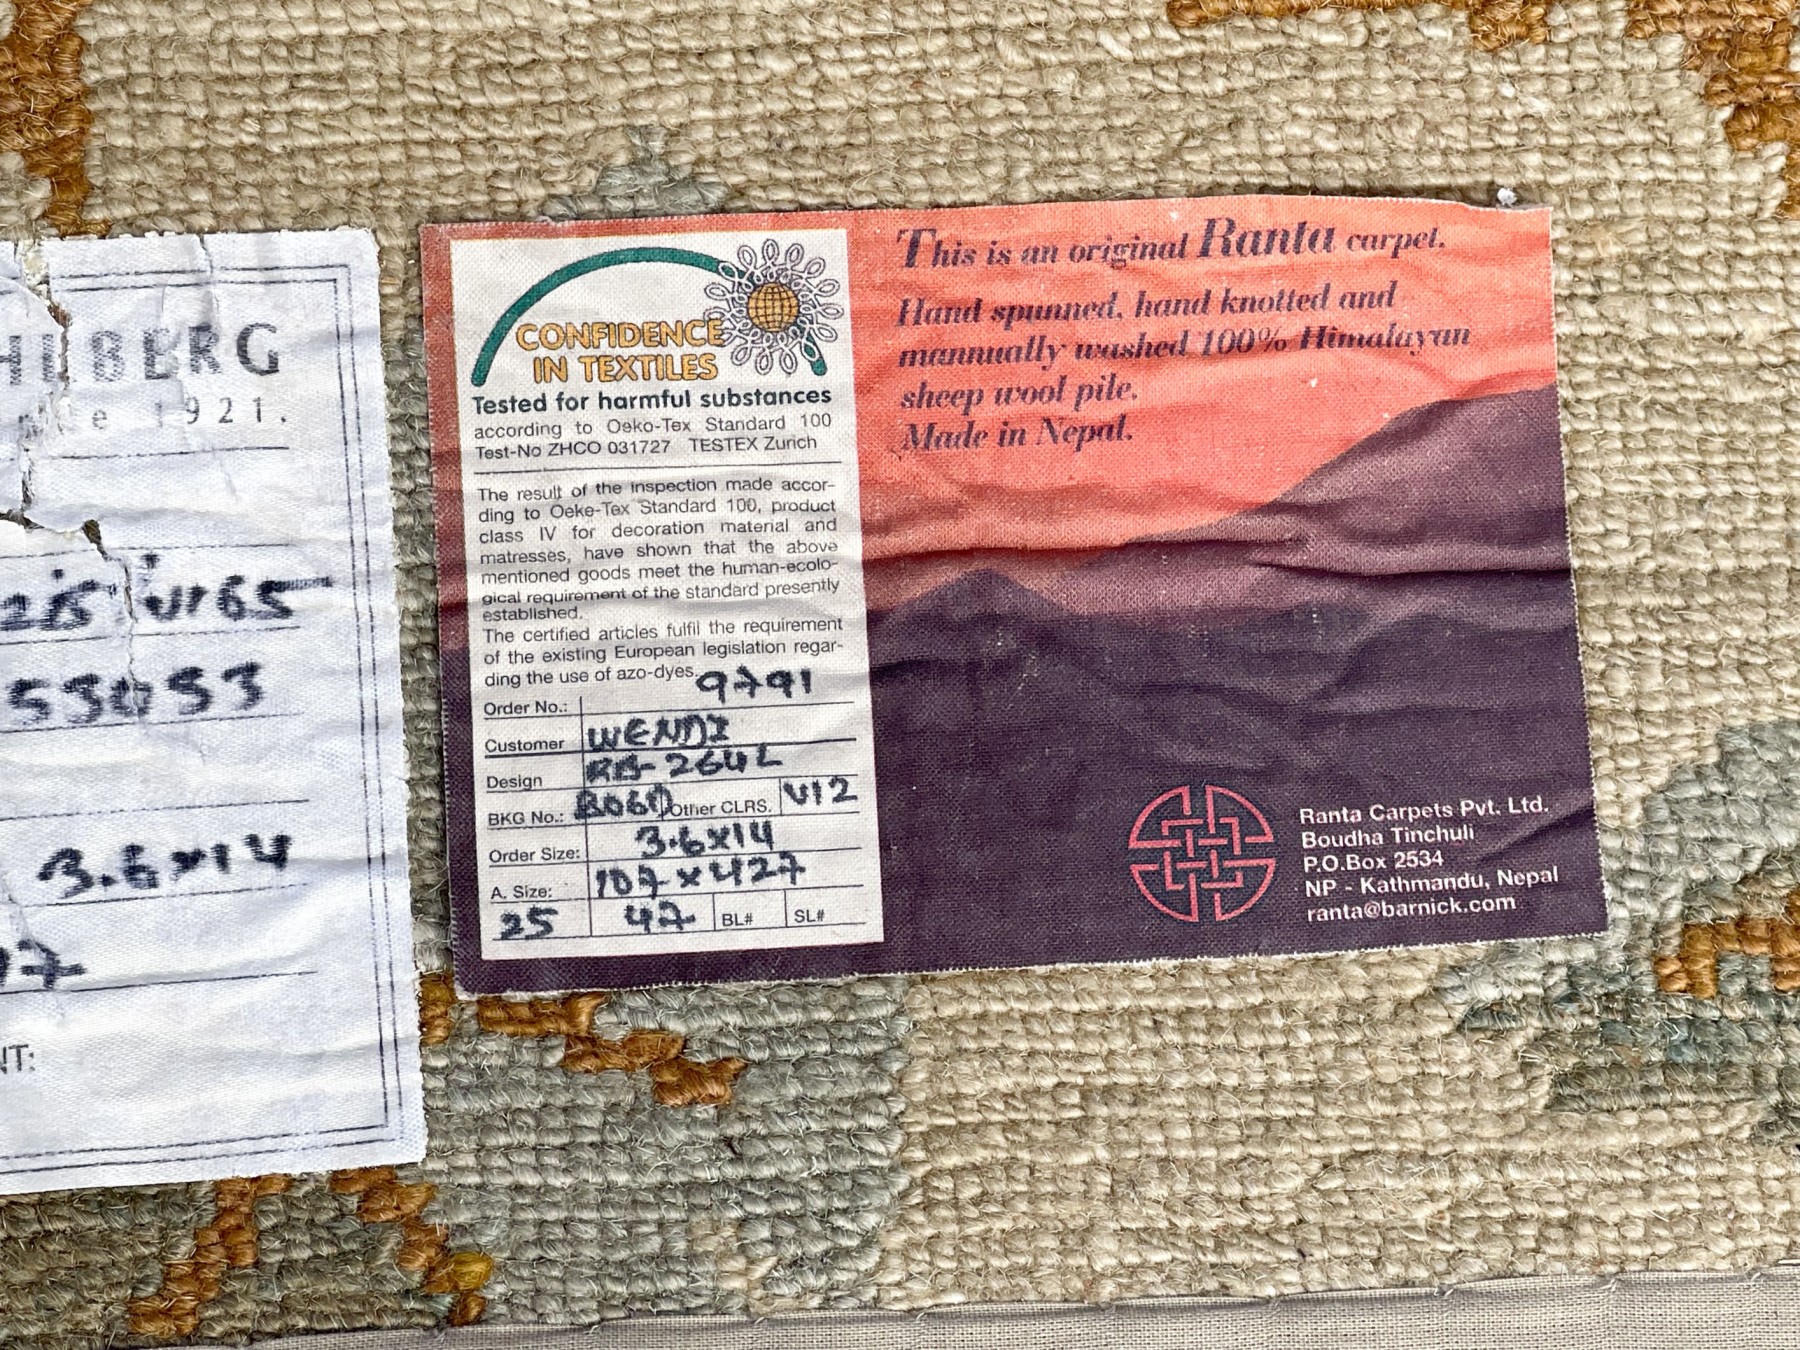 BERG
1921.
V165
53053
3.6x14
NT:
CONFIDENCE
IN TEXTILES
Tested for harmful substances
according to Oeko-Tex Standard 100
Test-No ZHCO 031727 TESTEX Zurich
The result of the inspection made accor-
ding to Oeke-Tex Standard 100, product
class IV for decoration material and
matresses, have shown that the above
mentioned goods meet the human-ecolo-
gical requirement of the standard presently
established.
The certified articles fulfil the requirement
of the existing European legislation regar-
ding the use of azo-dyes.
Order No.: 9791
Customer WENDI
Design RB-264L
BKG No.: B060 Other CLRS. V12
Order Size: 3.6x14
A. Size: 107x427
25 47 BL# SL#
This is an original Ranta carpet.
Hand spunned, hand knotted and
mannually washed 100% Himalayan
sheep wool pile.
Made in Nepal.
Ranta Carpets Pvt. Ltd.
Boudha Tinchuli
P.O.Box 2534
NP - Kathmandu, Nepal
ranta@barnick.com